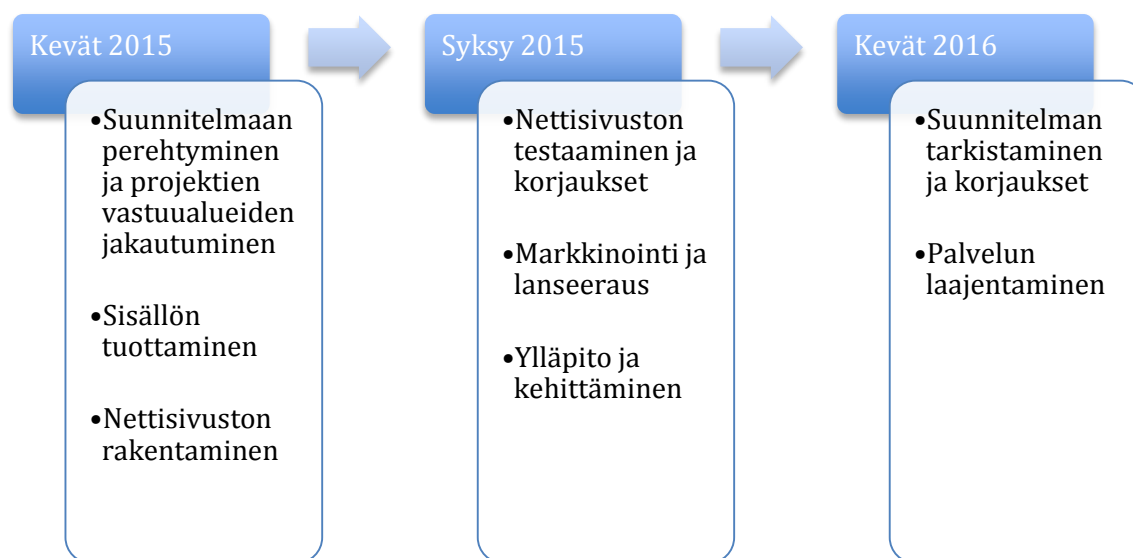 Kevät 2015
•Suunnitelmaan
perehtyminen
ja projektien
vastuualueiden
jakautuminen
•Sisällön
tuottaminen
•Nettisivuston
rakentaminen
Syksy 2015
•Nettisivuston
testaaminen ja
korjaukset
•Markkinointi ja
lanseeraus
•Ylläpito ja
kehittäminen
Kevät 2016
•Suunnitelman
tarkistaminen
ja korjaukset
•Palvelun
laajentaminen